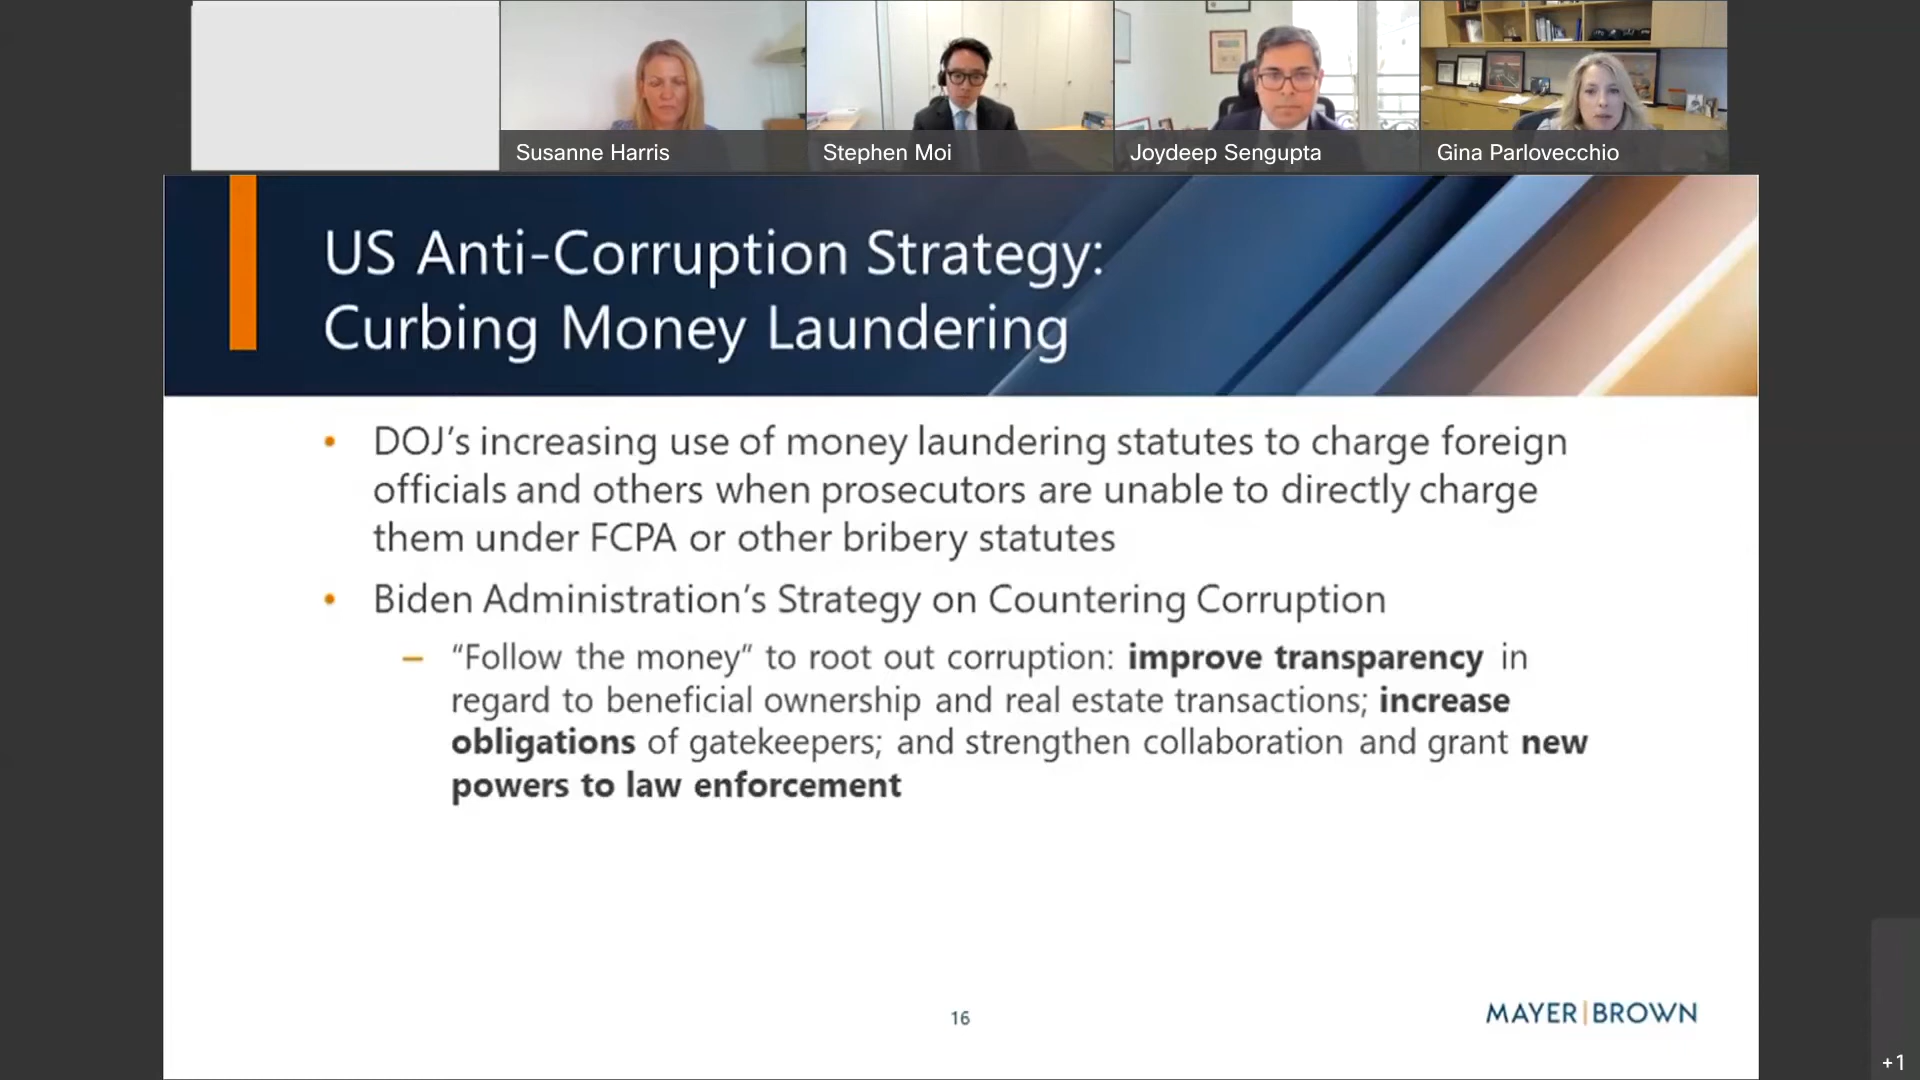 Susanne Harris
Stephen Moi
Joydeep Sengupta
Gina Parlovecchio
US Anti-Corruption Strategy:
Curbing Money Laundering
• DOJ’s increasing use of money laundering statutes to charge foreign
officials and others when prosecutors are unable to directly charge
them under FCPA or other bribery statutes
• Biden Administration’s Strategy on Countering Corruption
– “Follow the money” to root out corruption: improve transparency in
regard to beneficial ownership and real estate transactions; increase
obligations of gatekeepers; and strengthen collaboration and grant new
powers to law enforcement
16
MAYER|BROWN
+1